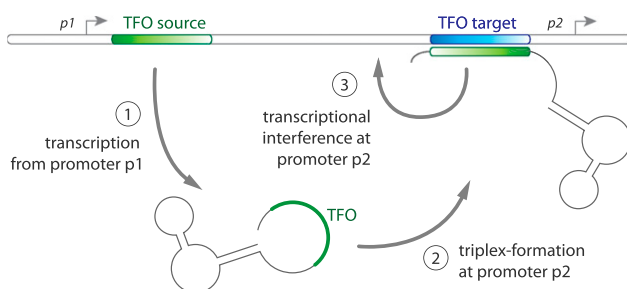 p1
TFO source
TFO target
p2
1
transcription
from promoter p1
3
transcriptional
interference at
promoter p2
TFO
2
triplex-formation
at promoter p2